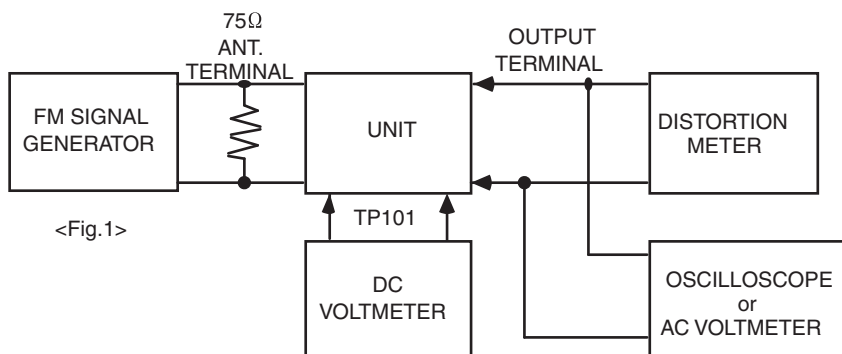 75Ω
ANT.
TERMINAL
OUTPUT
TERMINAL
FM SIGNAL
GENERATOR
UNIT
DISTORTION
METER
<Fig.1>
TP101
DC
VOLTMETER
OSCILLOSCOPE
or
AC VOLTMETER